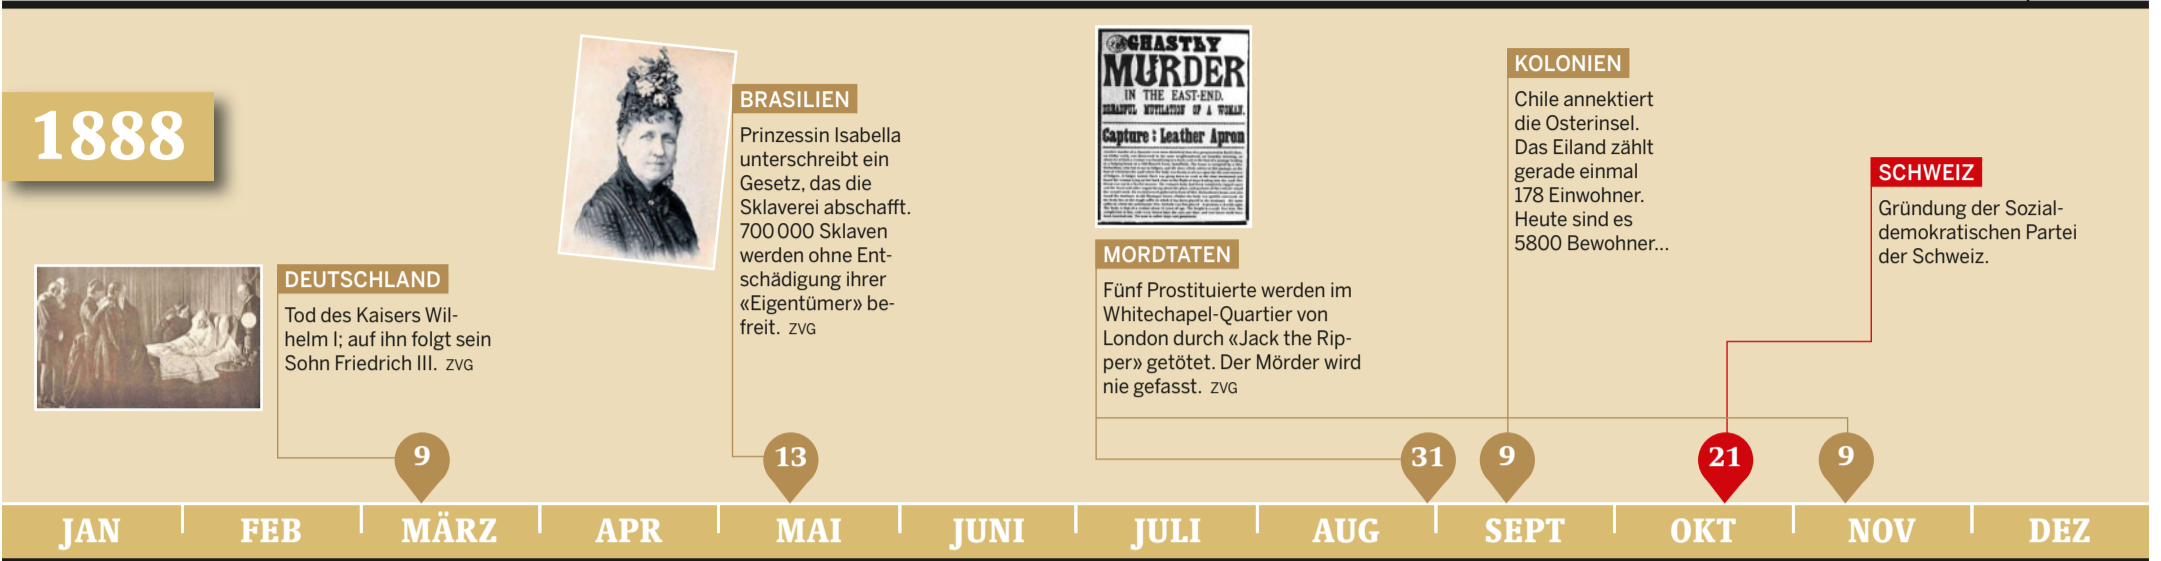 1888
DEUTSCHLAND
Tod des Kaisers Wil-
helm I; auf ihn folgt sein
Sohn Friedrich III. ZVG
BRASILIEN
Prinzessin Isabella
unterschreibt ein
Gesetz, das die
Sklaverei abschafft.
700 000 Sklaven
werden ohne Ent-
schädigung ihrer
«Eigentümer» be-
freit. ZVG
GHASTLY
MURDER
IN THE EAST-END.
DREADFUL MUTILATION OF A WOMAN.
Capture : Leather Apron
MORDTATEN
Fünf Prostituierte werden im
Whitechapel-Quartier von
London durch «Jack the Rip-
per» getötet. Der Mörder wird
nie gefasst. ZVG
KOLONIEN
Chile annektiert
die Osterinsel.
Das Eiland zählt
gerade einmal
178 Einwohner.
Heute sind es
5800 Bewohner...
SCHWEIZ
Gründung der Sozial-
demokratischen Partei
der Schweiz.
9 13 31 9 21 9
JAN FEB MÄRZ APR MAI JUNI JULI AUG SEPT OKT NOV DEZ